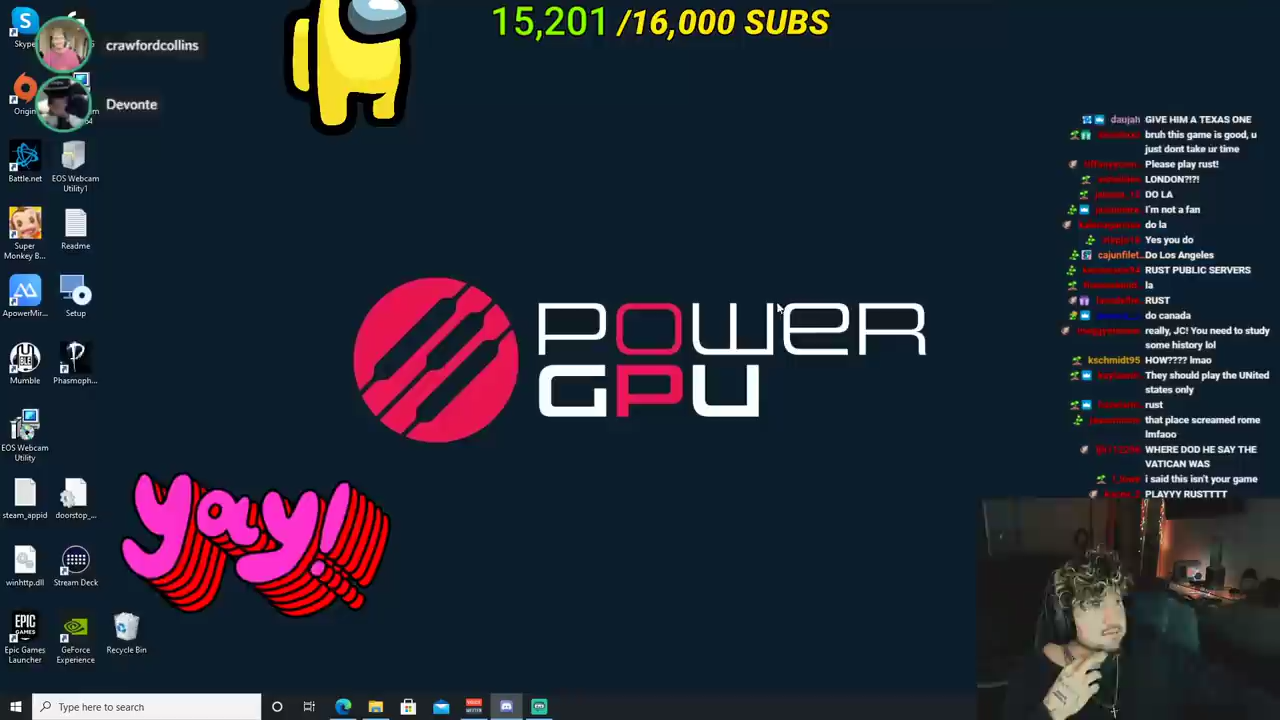 15,201 /16,000 SUBS
crawfordcollins
Devonte
Battle.net
EOS Webcam
Utility1
Super
Monkey B...
Readme
ApowerMir...
Setup
Mumble
Phasmoph...
EOS Webcam
Utility
steam_appid
doorstop_...
winhttp.dll
Stream Deck
EPIC
GAMES
Epic Games
Launcher
GeForce
Experience
Recycle Bin
POWER
GPU
yay!
daujah GIVE HIM A TEXAS ONE
bruh this game is good, u
just dont take ur time
Please play rust!
LONDON?!?!
DO LA
I'm not a fan
do la
Yes you do
cajunfilet... Do Los Angeles
RUST PUBLIC SERVERS
la
RUST
do canada
really, JC! You need to study
some history lol
kschmidt95 HOW???? lmao
They should play the UNited
states only
rust
that place screamed rome
lmfaoo
WHERE DOD HE SAY THE
VATICAN WAS
i said this isn't your game
PLAYYY RUSTTTT
Type here to search